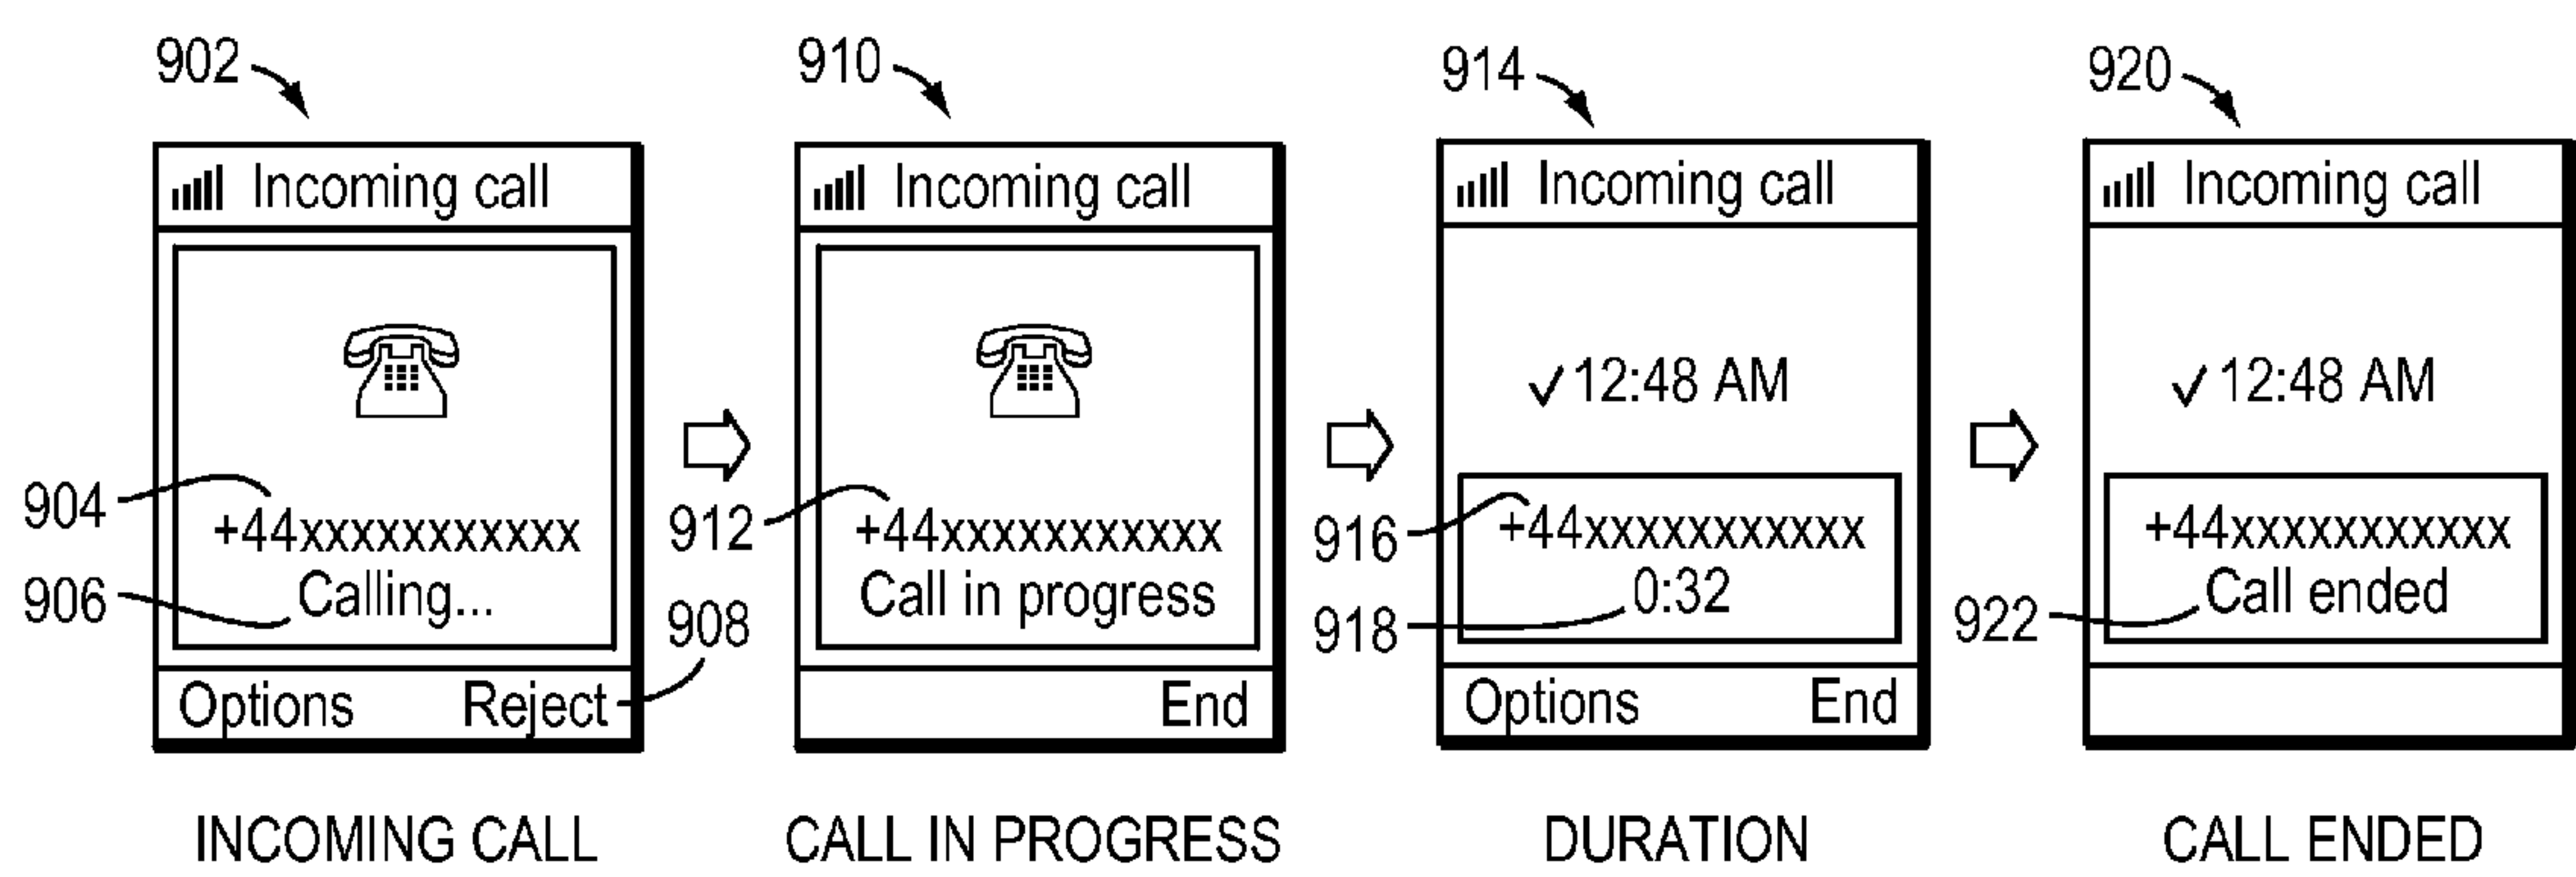 902
910
914
920
Incoming call
Incoming call
Incoming call
Incoming call
✓12:48 AM
✓12:48 AM
904
+44xxxxxxxxxxx
912
+44xxxxxxxxxxx
916
+44xxxxxxxxxxx
+44xxxxxxxxxxx
906
Calling...
908
Call in progress
918
0:32
922
Call ended
Options Reject
End
Options End
INCOMING CALL
CALL IN PROGRESS
DURATION
CALL ENDED